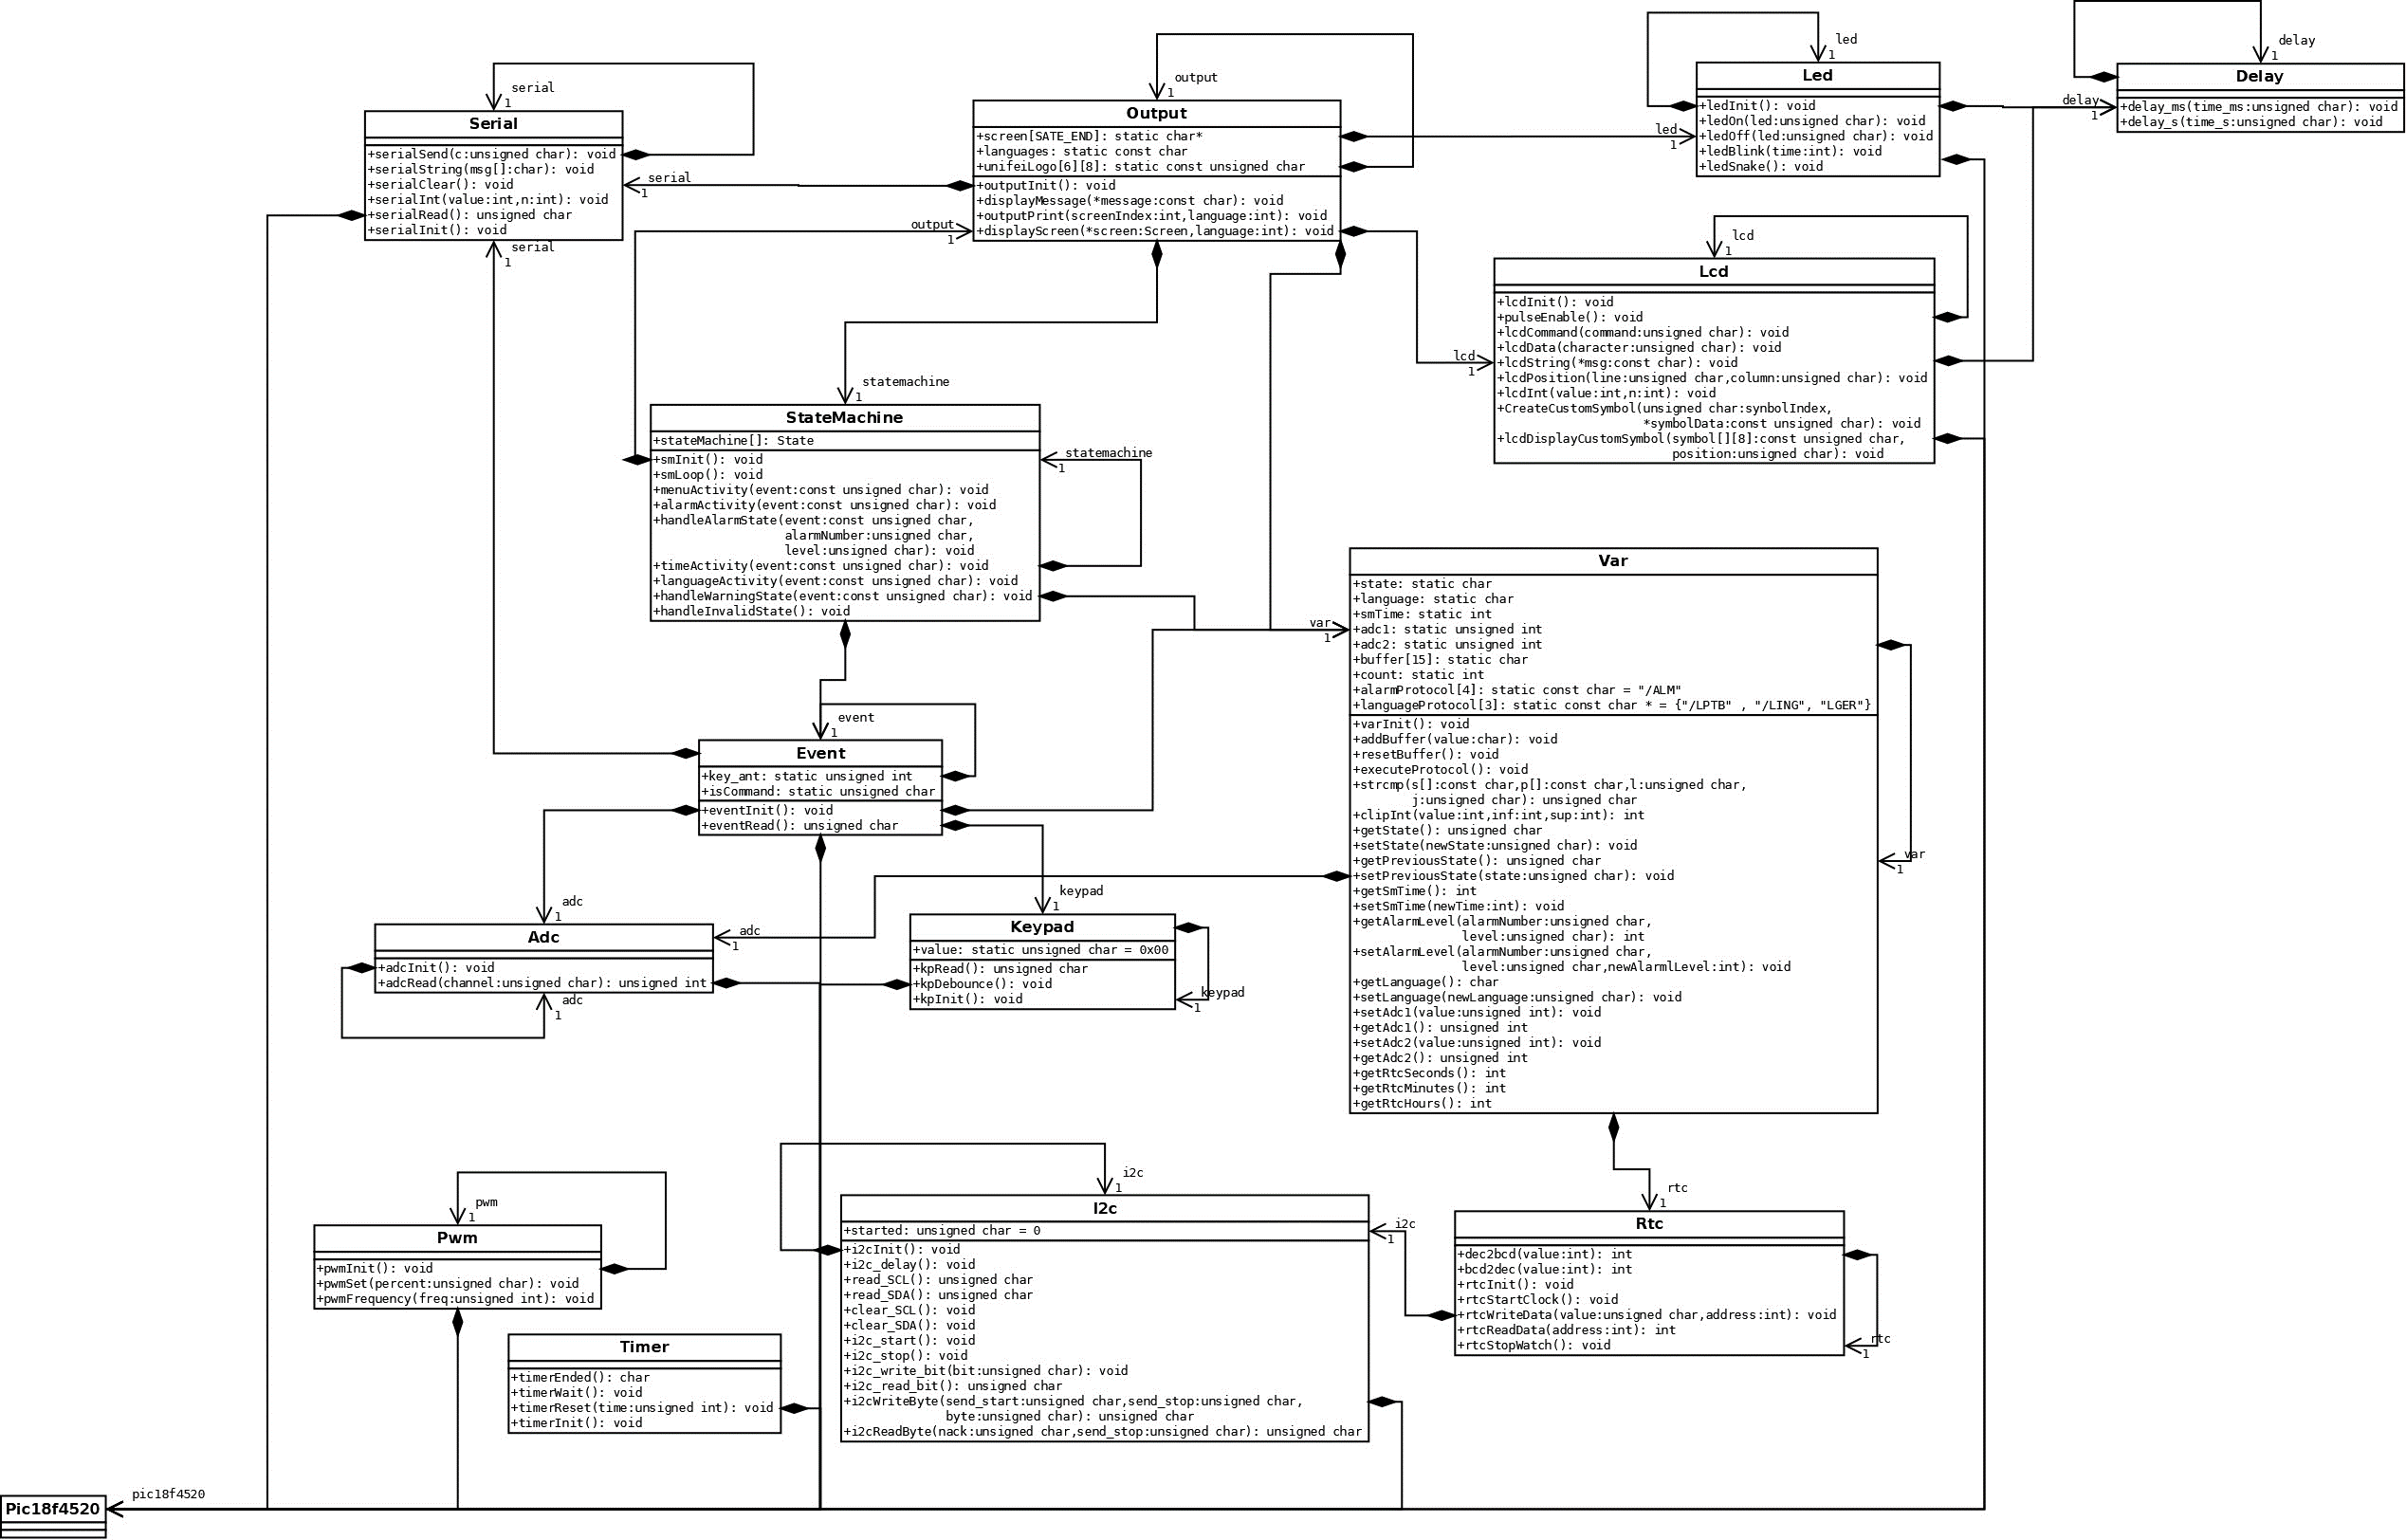 delay
1
Delay
+delay_ms(time_ms:unsigned char): void
+delay_s(time_s:unsigned char): void
delay
1
led
1
Led
+ledInit(): void
+ledOn(led:unsigned char): void
+ledOff(led:unsigned char): void
+ledBlink(time:int): void
+ledSnake(): void
led
1
output
1
Output
+screen[SATE_END]: static char*
+languages: static const char
+unifeiLogo[6][8]: static const unsigned char
+outputInit(): void
+displayMessage(*message:const char): void
+outputPrint(screenIndex:int,language:int): void
+displayScreen(*screen:Screen,language:int): void
output
1
serial
1
Serial
+serialSend(c:unsigned char): void
+serialString(msg[]:char): void
+serialClear(): void
+serialInt(value:int,n:int): void
+serialRead(): unsigned char
+serialInit(): void
serial
1
serial
1
lcd
1
Lcd
+lcdInit(): void
+pulseEnable(): void
+lcdCommand(command:unsigned char): void
+lcdData(character:unsigned char): void
+lcdString(*msg:const char): void
+lcdPosition(line:unsigned char,column:unsigned char): void
+lcdInt(value:int,n:int): void
+CreateCustomSymbol(unsigned char:synbolIndex,
*symbolData:const unsigned char): void
+lcdDisplayCustomSymbol(symbol[][8]:const unsigned char,
position:unsigned char): void
lcd
1
statemachine
1
StateMachine
+stateMachine[]: State
+smInit(): void
+smLoop(): void
+menuActivity(event:const unsigned char): void
+alarmActivity(event:const unsigned char): void
+handleAlarmState(event:const unsigned char,
alarmNumber:unsigned char,
level:unsigned char): void
+timeActivity(event:const unsigned char): void
+languageActivity(event:const unsigned char): void
+handleWarningState(event:const unsigned char): void
+handleInvalidState(): void
statemachine
1
var
1
Var
+state: static char
+language: static char
+smTime: static int
+adc1: static unsigned int
+adc2: static unsigned int
+buffer[15]: static char
+count: static int
+alarmProtocol[4]: static const char = "/ALM"
+languageProtocol[3]: static const char * = {"/LPTB" , "/LING", "LGER"}
+varInit(): void
+addBuffer(value:char): void
+resetBuffer(): void
+executeProtocol(): void
+strcmp(s[]:const char,p[]:const char,l:unsigned char,
j:unsigned char): unsigned char
+clipInt(value:int,inf:int,sup:int): int
+getState(): unsigned char
+setState(newState:unsigned char): void
+getPreviousState(): unsigned char
+setPreviousState(state:unsigned char): void
+getSmTime(): int
+setSmTime(newTime:int): void
+getAlarmLevel(alarmNumber:unsigned char,
level:unsigned char): int
+setAlarmLevel(alarmNumber:unsigned char,
level:unsigned char,newAlarmlLevel:int): void
+getLanguage(): char
+setLanguage(newLanguage:unsigned char): void
+setAdc1(value:unsigned int): void
+getAdc1(): unsigned int
+setAdc2(value:unsigned int): void
+getAdc2(): unsigned int
+getRtcSeconds(): int
+getRtcMinutes(): int
+getRtcHours(): int
var
1
event
1
Event
+key_ant: static unsigned int
+isCommand: static unsigned char
+eventInit(): void
+eventRead(): unsigned char
adc
1
Adc
+adcInit(): void
+adcRead(channel:unsigned char): unsigned int
adc
1
adc
1
keypad
1
Keypad
+value: static unsigned char = 0x00
+kpRead(): unsigned char
+kpDebounce(): void
+kpInit(): void
keypad
1
pwm
1
Pwm
+pwmInit(): void
+pwmSet(percent:unsigned char): void
+pwmFrequency(freq:unsigned int): void
Timer
+timerEnded(): char
+timerWait(): void
+timerReset(time:unsigned int): void
+timerInit(): void
i2c
1
I2c
+started: unsigned char = 0
+i2cInit(): void
+i2c_delay(): void
+read_SCL(): unsigned char
+read_SDA(): unsigned char
+clear_SCL(): void
+clear_SDA(): void
+i2c_start(): void
+i2c_stop(): void
+i2c_write_bit(bit:unsigned char): void
+i2c_read_bit(): unsigned char
+i2cWriteByte(send_start:unsigned char,send_stop:unsigned char,
byte:unsigned char): unsigned char
+i2cReadByte(nack:unsigned char,send_stop:unsigned char): unsigned char
i2c
1
rtc
1
Rtc
+dec2bcd(value:int): int
+bcd2dec(value:int): int
+rtcInit(): void
+rtcStartClock(): void
+rtcWriteData(value:unsigned char,address:int): void
+rtcReadData(address:int): int
+rtcStopWatch(): void
rtc
1
pic18f4520
Pic18f4520